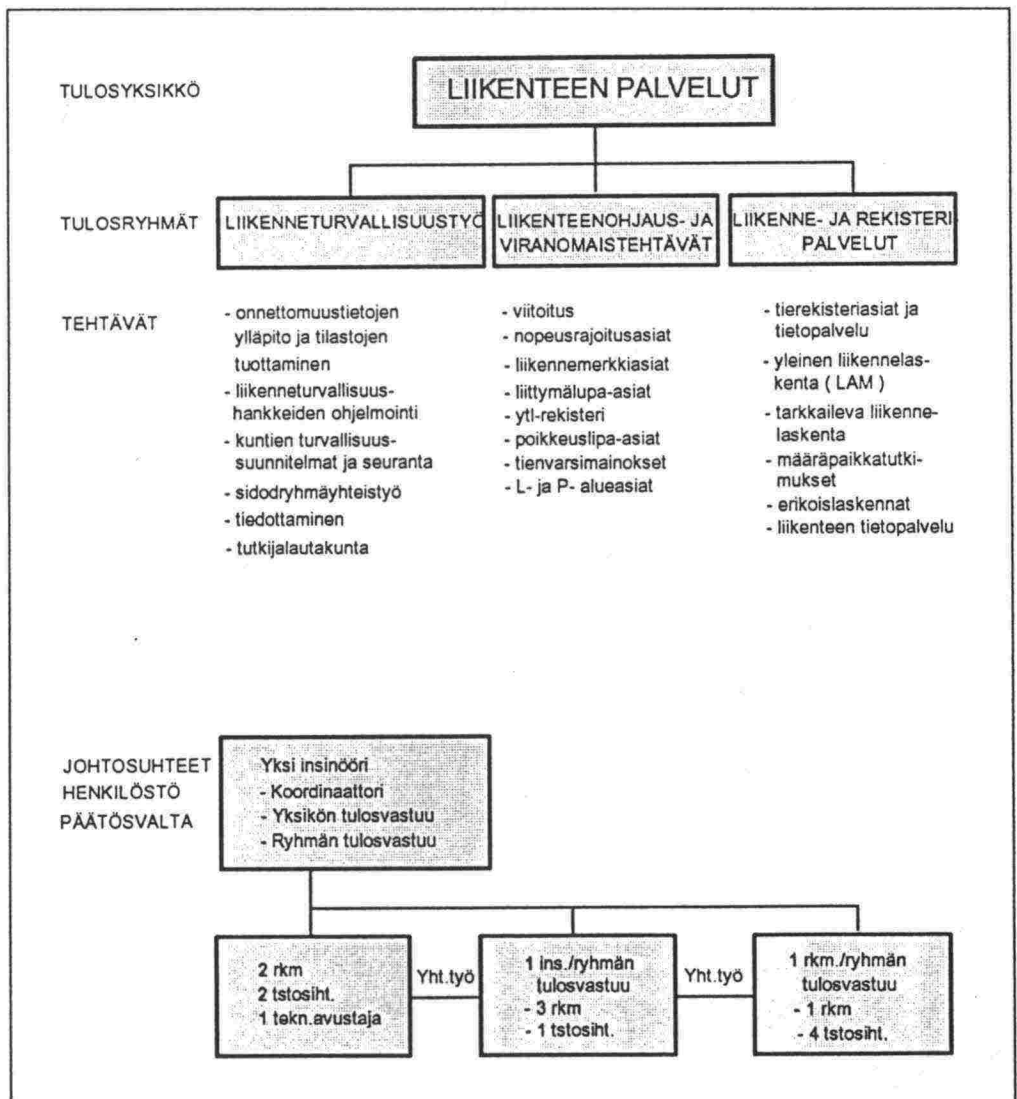 TULOSYKSIKKÖ
LIIKENTEEN PALVELUT
TULOSRYHMÄT
LIIKENNETURVALLISUUSTYÖ
LIIKENTEENOHJAUS- JA
VIRANOMAISTEHTÄVÄT
LIIKENNE- JA REKISTERI
PALVELUT
TEHTÄVÄT
- onnettomuustietojen
ylläpito ja tilastojen
tuottaminen
- liikenneturvallisuus-
hankkeiden ohjelmointi
- kuntien turvallisuus-
suunnitelmat ja seuranta
- sidodryhmäyhteistyö
- tiedottaminen
- tutkijalautakunta
- viitoitus
- nopeusrajoitusasiat
- liikennemerkkiasiat
- liittymälupa-asiat
- ytl-rekisteri
- poikkeuslipa-asiat
- tienvarsimainokset
- L- ja P- alueasiat
- tierekisteriasiat ja
tietopalvelu
- yleinen liikennelas-
kenta ( LAM )
- tarkkaileva liikenne-
laskenta
- määräpaikkatutki-
mukset
- erikoislaskennat
- liikenteen tietopalvelu
JOHTOSUHTEET
HENKILÖSTÖ
PÄÄTÖSVALTA
Yksi insinööri
- Koordinaattori
- Yksikön tulosvastuu
- Ryhmän tulosvastuu
2 rkm
2 tstosiht.
1 tekn.avustaja
Yht.työ
1 ins./ryhmän
tulosvastuu
- 3 rkm
- 1 tstosiht.
Yht.työ
1 rkm./ryhmän
tulosvastuu
- 1 rkm
- 4 tstosiht.